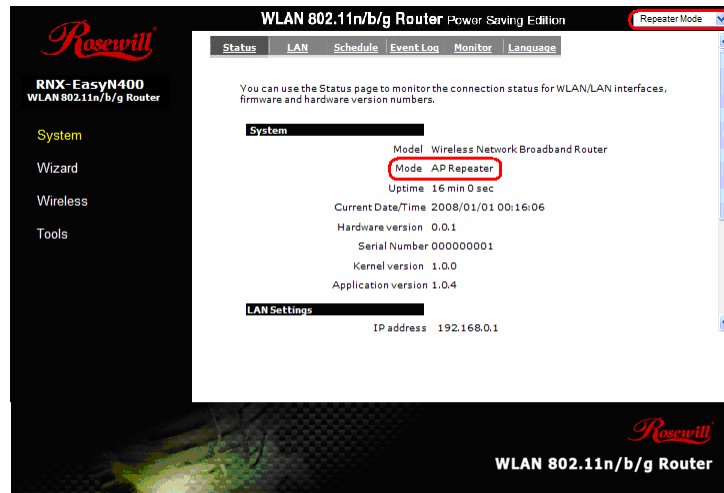 Rosewill
WLAN 802.11n/b/g Router Power Saving Edition
Repeater Mode
Status LAN Schedule Event Log Monitor Language
RNX-EasyN400
WLAN 802.11n/b/g Router
System
Wizard
Wireless
Tools
You can use the Status page to monitor the connection status for WLAN/LAN interfaces,
firmware and hardware version numbers.
System
Model Wireless Network Broadband Router
Mode AP Repeater
Uptime 16 min 0 sec
Current Date/Time 2008/01/01 00:16:06
Hardware version 0.0.1
Serial Number 000000001
Kernel version 1.0.0
Application version 1.0.4
LAN Settings
IP address 192.168.0.1
Rosewill
WLAN 802.11n/b/g Router